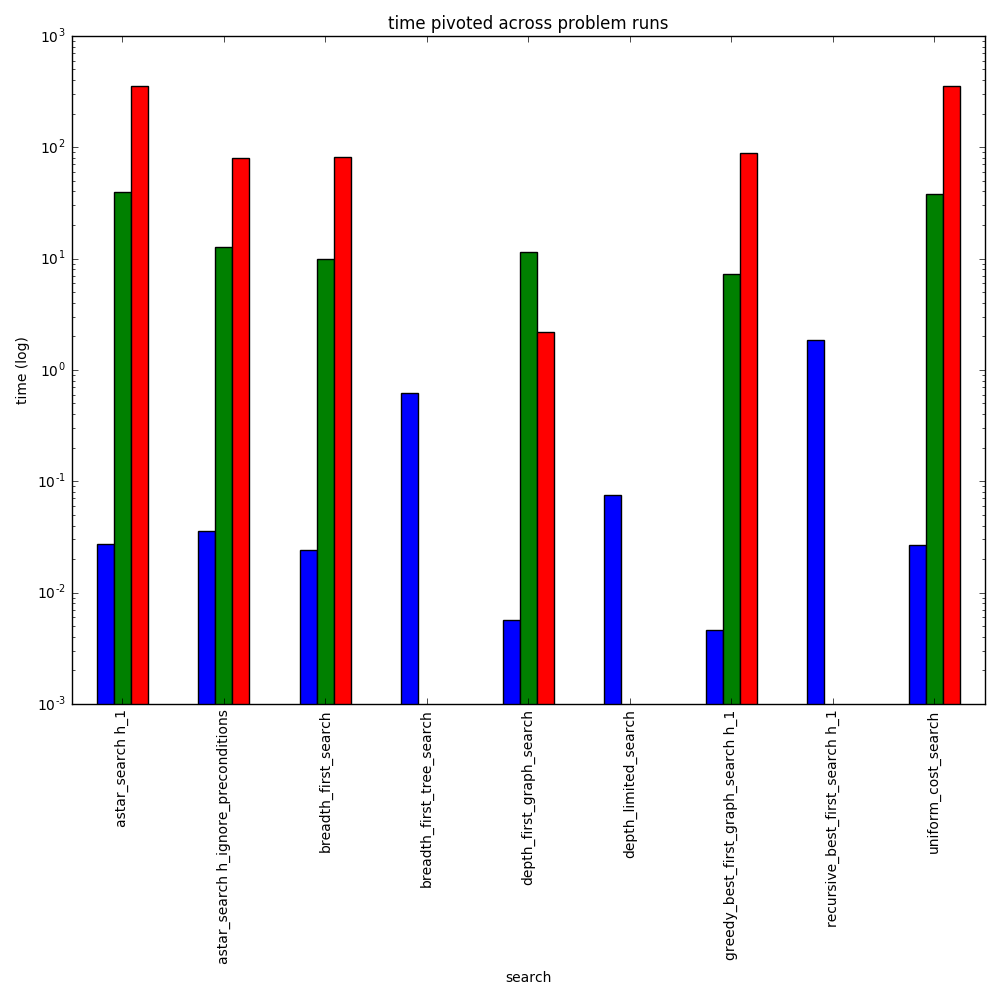 time pivoted across problem runs
time (log)
10^3
10^2
10^1
10^0
10^-1
10^-2
10^-3
astar_search h_1
astar_search h_ignore_preconditions
breadth_first_search
breadth_first_tree_search
depth_first_graph_search
depth_limited_search
greedy_best_first_graph_search h_1
recursive_best_first_search h_1
uniform_cost_search
search